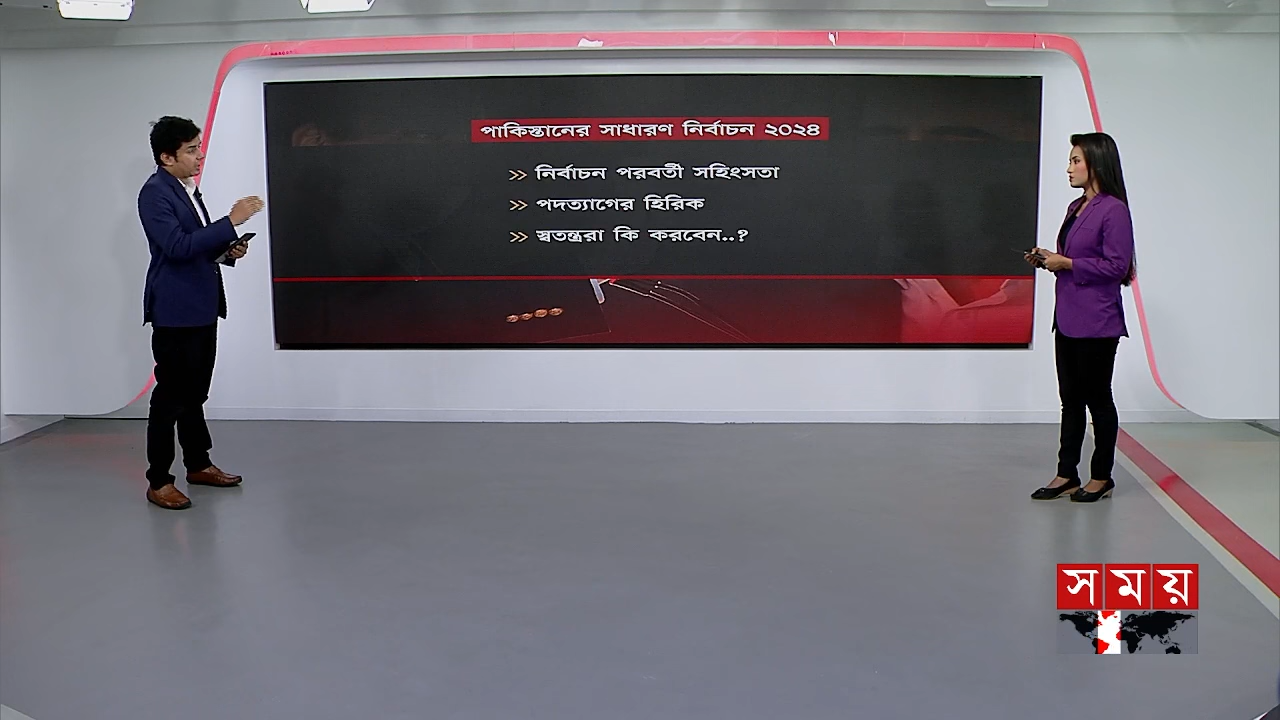 পাকিস্তানের সাধারণ নির্বাচন ২০২৪
>> নির্বাচন পরবর্তী সহিংসতা
>> পদত্যাগের হিরিক
>> স্বতন্ত্ররা কি করবেন..?
সময়